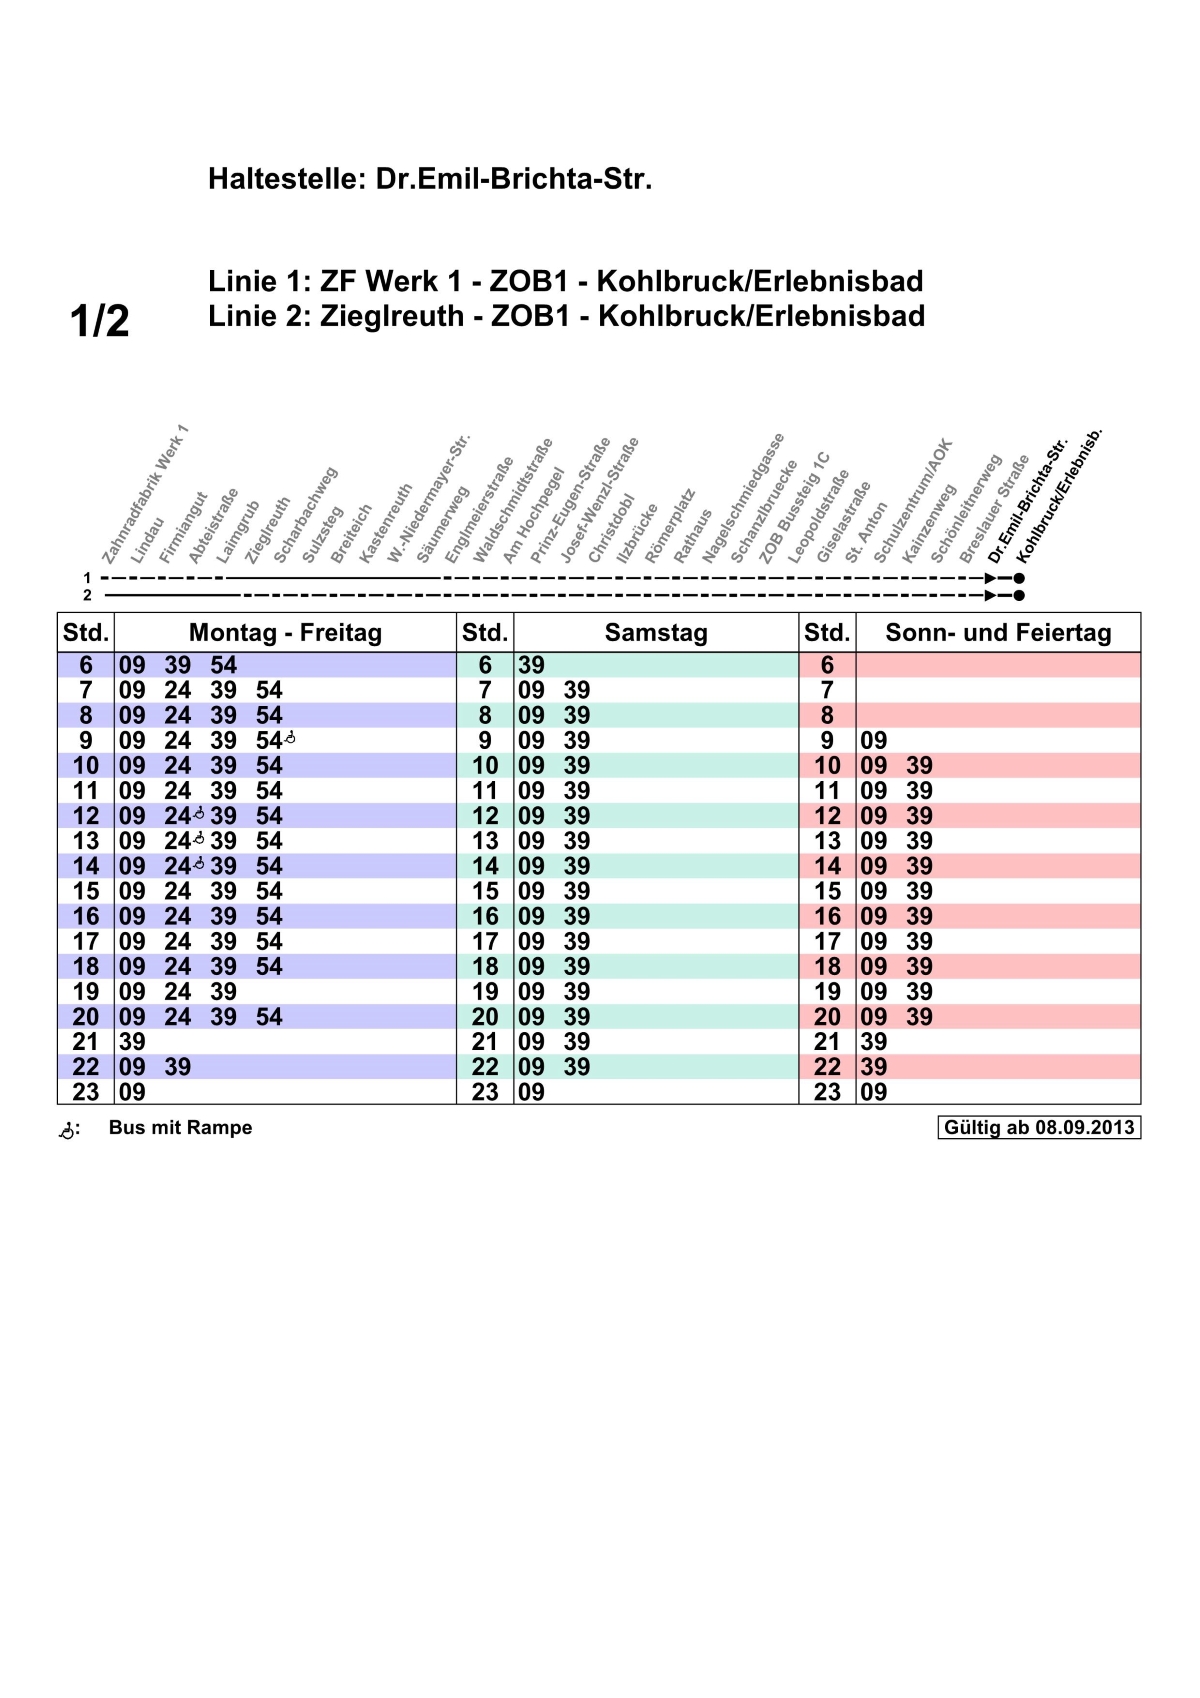 Haltestelle: Dr.Emil-Brichta-Str.
Linie 1: ZF Werk 1 - ZOB1 - Kohlbruck/Erlebnisbad
1/2 Linie 2: Zieglreuth - ZOB1 - Kohlbruck/Erlebnisbad
Zahnradfabrik Werk 1
Lindau
Firmiangut
Abteistraße
Laimgrub
Zieglreuth
Scharbachweg
Sulzsteg
Breiteich
Kastenreuth
W.-Niedermayer-Str.
Säumerweg
Englmeierstraße
Waldschmidtstraße
Am Hochpegel
Prinz-Eugen-Straße
Josef-Wenzl-Straße
Christdobl
Ilzbrücke
Römerplatz
Rathaus
Nagelschmiedgasse
Schanzlbruecke
ZOB Bussteig 1C
Leopoldstraße
Giselastraße
St. Anton
Schulzentrum/AOK
Kainzenweg
Schönleitnerweg
Breslauer Straße
Dr.Emil-Brichta-Str.
Kohlbruck/Erlebnisb.
1
2
Std. Montag - Freitag Std. Samstag Std. Sonn- und Feiertag
6 09 39 54 6 39 6
7 09 24 39 54 7 09 39 7
8 09 24 39 54 8 09 39 8
9 09 24 39 54 9 09 39 9 09
10 09 24 39 54 10 09 39 10 09 39
11 09 24 39 54 11 09 39 11 09 39
12 09 24 39 54 12 09 39 12 09 39
13 09 24 39 54 13 09 39 13 09 39
14 09 24 39 54 14 09 39 14 09 39
15 09 24 39 54 15 09 39 15 09 39
16 09 24 39 54 16 09 39 16 09 39
17 09 24 39 54 17 09 39 17 09 39
18 09 24 39 54 18 09 39 18 09 39
19 09 24 39 19 09 39 19 09 39
20 09 24 39 54 20 09 39 20 09 39
21 39 21 09 39 21 39
22 09 39 22 09 39 22 39
23 09 23 09 23 09
: Bus mit Rampe Gültig ab 08.09.2013